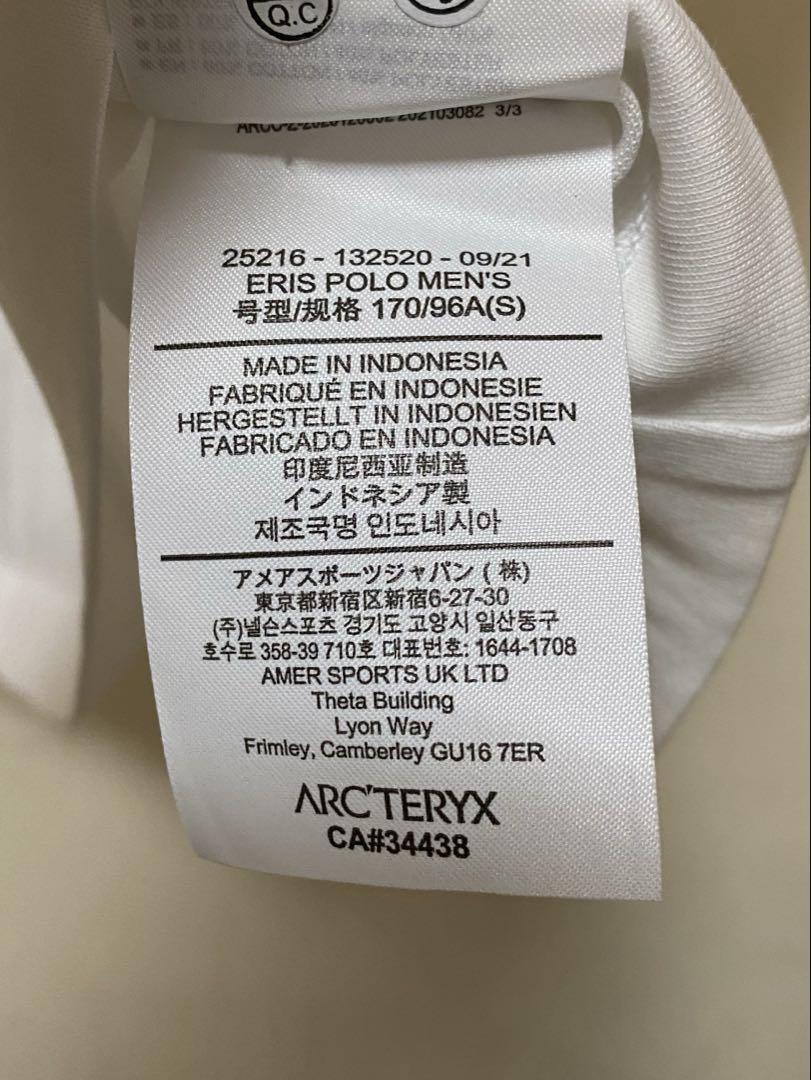 Q.C
202103082 3/3
25216 - 132520 - 09/21
ERIS POLO MEN'S
号型/规格 170/96A(S)
MADE IN INDONESIA
FABRIQUÉ EN INDONESIE
HERGESTELLT IN INDONESIEN
FABRICADO EN INDONESIA
印度尼西亚制造
インドネシア製
제조국명 인도네시아
アメアスポーツジャパン ( 株)
東京都新宿区新宿6-27-30
(주)넬슨스포츠 경기도 고양시 일산동구
호수로 358-39 710호 대표번호: 1644-1708
AMER SPORTS UK LTD
Theta Building
Lyon Way
Frimley, Camberley GU16 7ER
ARC'TERYX
CA#34438